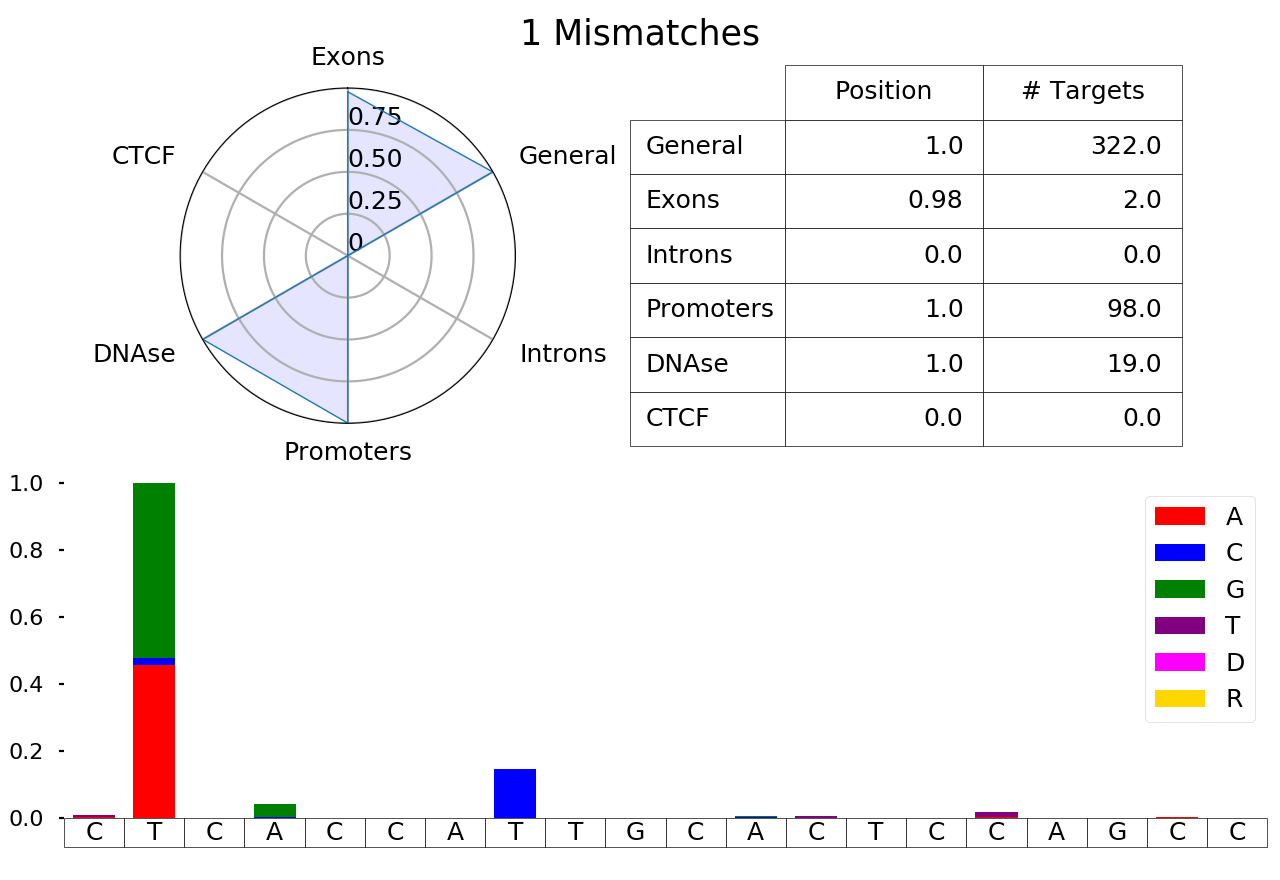 1 Mismatches
Exons
General
CTCF
0.75
0.50
0.25
0
DNAse
Introns
Promoters
Position # Targets
General 1.0 322.0
Exons 0.98 2.0
Introns 0.0 0.0
Promoters 1.0 98.0
DNAse 1.0 19.0
CTCF 0.0 0.0
1.0
0.8
0.6
0.4
0.2
0.0
A
C
G
T
D
R
C T C A C C A T T G C A C T C C A G C C